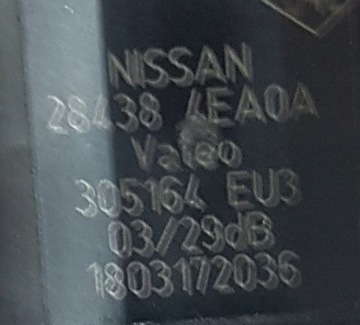 NISSAN
28438 4EA0A
Valeo
305164 EU3
03/29dB
1803172036